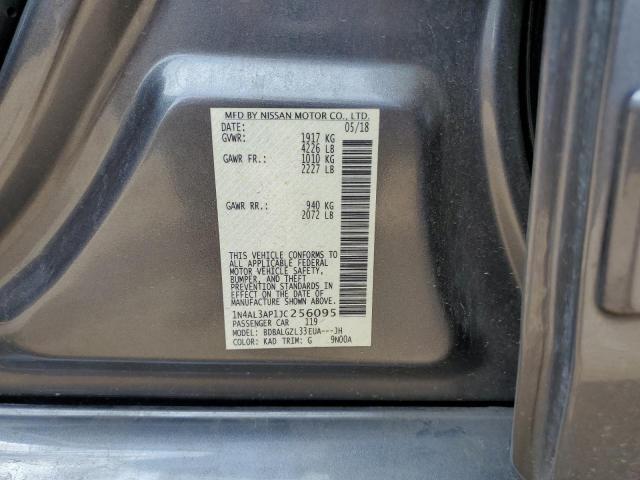 MFD BY NISSAN MOTOR CO., LTD.
DATE: 05/18
GVWR: 1917 KG
4226 LB
GAWR FR.: 1010 KG
2227 LB
GAWR RR.: 940 KG
2072 LB
THIS VEHICLE CONFORMS TO
ALL APPLICABLE FEDERAL
MOTOR VEHICLE SAFETY,
BUMPER, AND THEFT
PREVENTION STANDARDS IN
EFFECT ON THE DATE OF
MANUFACTURE SHOWN ABOVE.
1N4AL3AP1JC256095
PASSENGER CAR 119
MODEL: BDBALGZL33EUA---JH
COLOR: KAD TRIM: G 9N00A